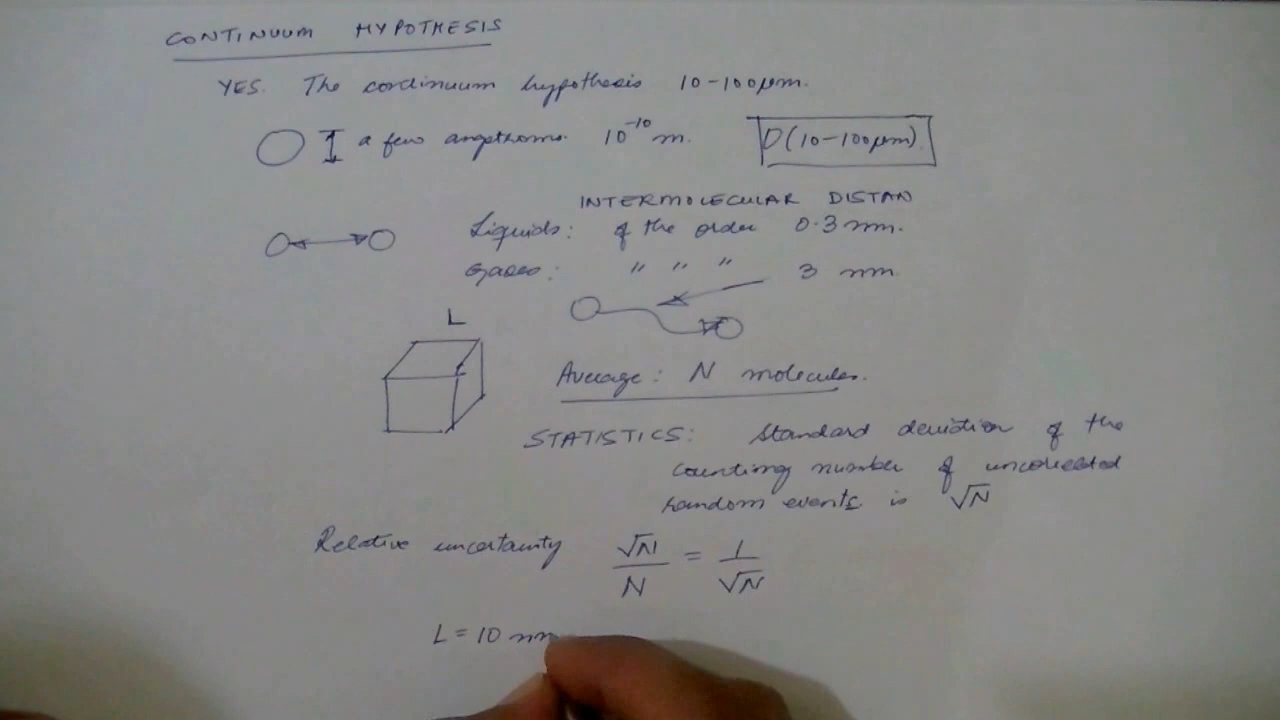 CONTINUUM HYPOTHESIS
YES. The continuum hypothesis 10-100μm.
a few angstroms. 10⁻¹⁰ m. D(10-100μm).
INTERMOLECULAR DISTAN
Liquids: of the order 0.3 nm.
Gases: " " " 3 nm.
L
Average: N molecules.
STATISTICS: Standard deviation of the
counting number of uncorrelated
random events is √N
Relative uncertainty √N/N = 1/√N
L = 10 nm